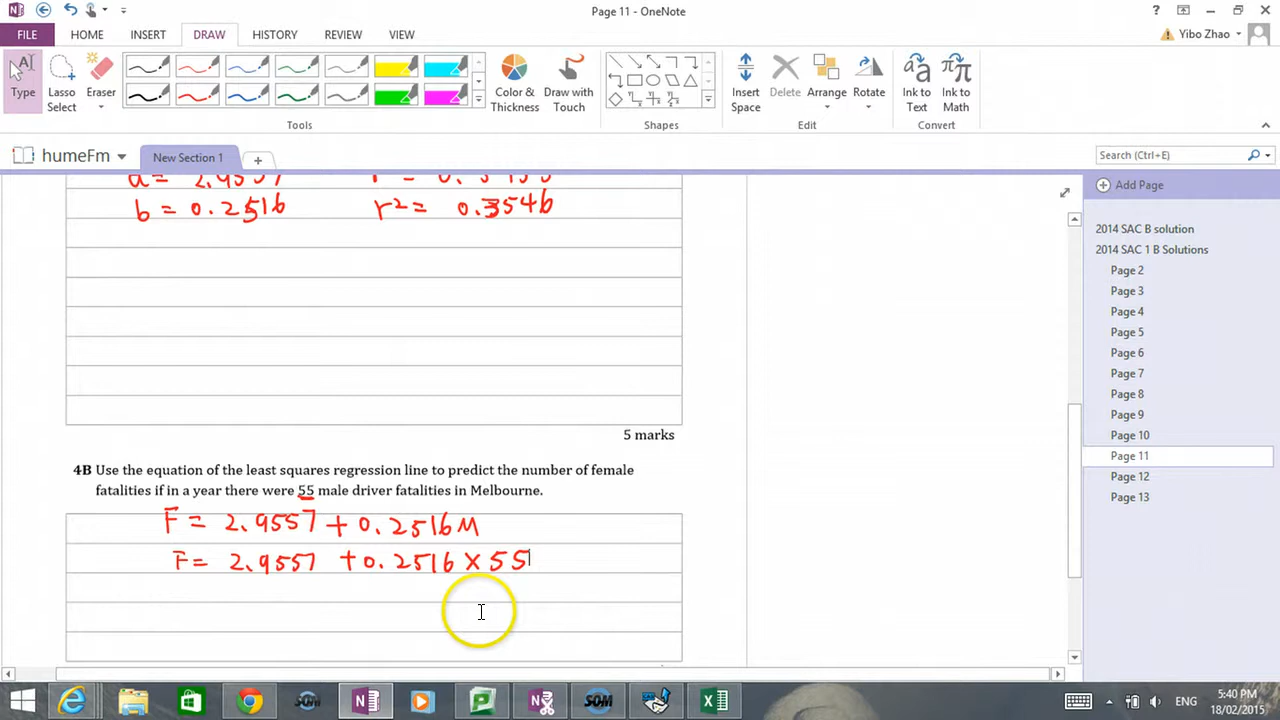 Page 11 - OneNote
?
FILE HOME INSERT DRAW HISTORY REVIEW VIEW
Yibo Zhao
Type
Lasso Select
Eraser
Color & Thickness
Draw with Touch
Insert Space
Delete
Arrange
Rotate
Ink to Text
Ink to Math
Tools
Shapes
Edit
Convert
humeFm
New Section 1
+
Search (Ctrl+E)
Add Page
2014 SAC B solution
2014 SAC 1 B Solutions
Page 2
Page 3
Page 4
Page 5
Page 6
Page 7
Page 8
Page 9
Page 10
Page 11
Page 12
Page 13
a = 2.9557
b = 0.2516 r² = 0.3546
5 marks
4B Use the equation of the least squares regression line to predict the number of female
fatalities if in a year there were 55 male driver fatalities in Melbourne.
F = 2.9557 + 0.2516M
F = 2.9557 + 0.2516 × 55
ENG
5:40 PM
18/02/2015